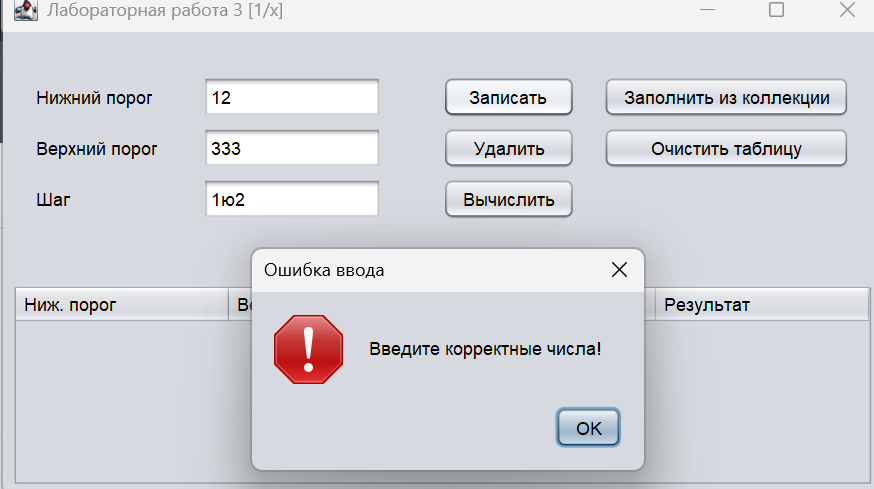 Лабораторная работа 3 [1/x]
Нижний порог 12 Записать Заполнить из коллекции
Верхний порог 333 Удалить Очистить таблицу
Шаг 1ю2 Вычислить
Ошибка ввода
Ниж. порог Результат
Введите корректные числа!
OK